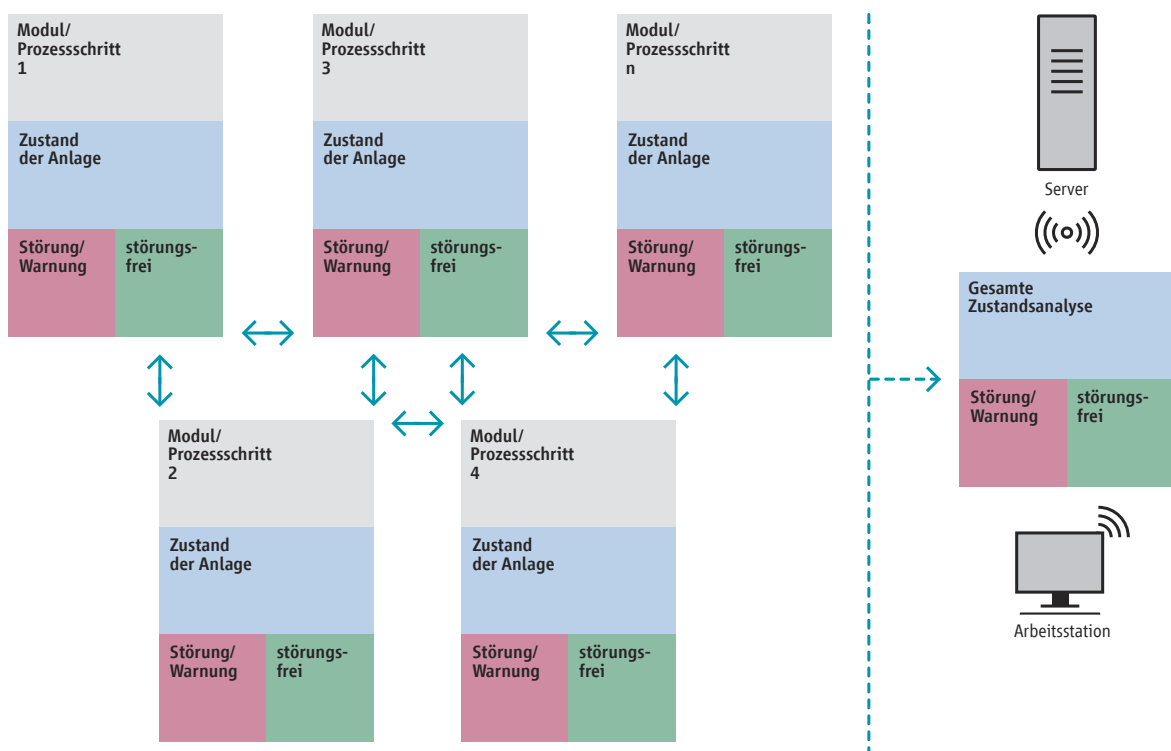 Modul/
Prozessschritt
1
Zustand
der Anlage
Störung/
Warnung
störungs-
frei
Modul/
Prozessschritt
3
Zustand
der Anlage
Störung/
Warnung
störungs-
frei
Modul/
Prozessschritt
n
Zustand
der Anlage
Störung/
Warnung
störungs-
frei
Modul/
Prozessschritt
2
Zustand
der Anlage
Störung/
Warnung
störungs-
frei
Modul/
Prozessschritt
4
Zustand
der Anlage
Störung/
Warnung
störungs-
frei
Server
Gesamte
Zustandsanalyse
Störung/
Warnung
störungs-
frei
Arbeitsstation